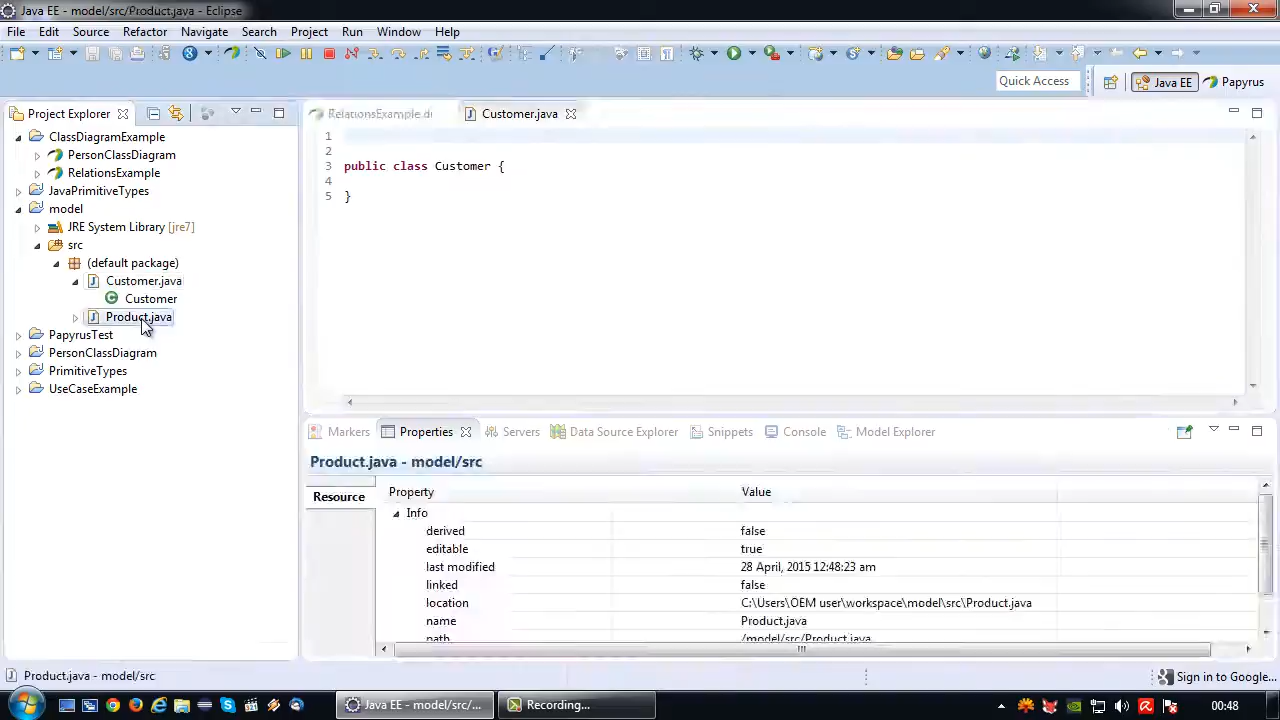 Java EE - model/src/Product.java - Eclipse
File Edit Source Refactor Navigate Search Project Run Window Help
Quick Access
Java EE
Papyrus
Project Explorer
ClassDiagramExample
PersonClassDiagram
RelationsExample
JavaPrimitiveTypes
model
JRE System Library [jre7]
src
(default package)
Customer.java
Customer
Product.java
PapyrusTest
PersonClassDiagram
PrimitiveTypes
UseCaseExample
RelationsExample.di
Customer.java
1
2
3 public class Customer {
4
5 }
Markers Properties Servers Data Source Explorer Snippets Console Model Explorer
Product.java - model/src
Resource
Property Value
Info
derived false
editable true
last modified 28 April, 2015 12:48:23 am
linked false
location C:\Users\OEM user\workspace\model\src\Product.java
name Product.java
path /model/src/Product.java
Product.java - model/src
Sign in to Google...
Java EE - model/src/...
Recording...
00:48